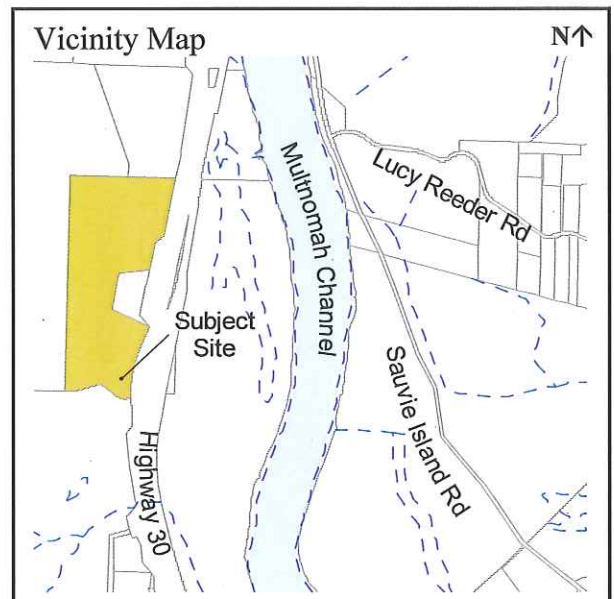 Vicinity Map
N↑
Multnomah Channel
Lucy Reeder Rd
Subject
Site
Sauvie Island Rd
Highway 30